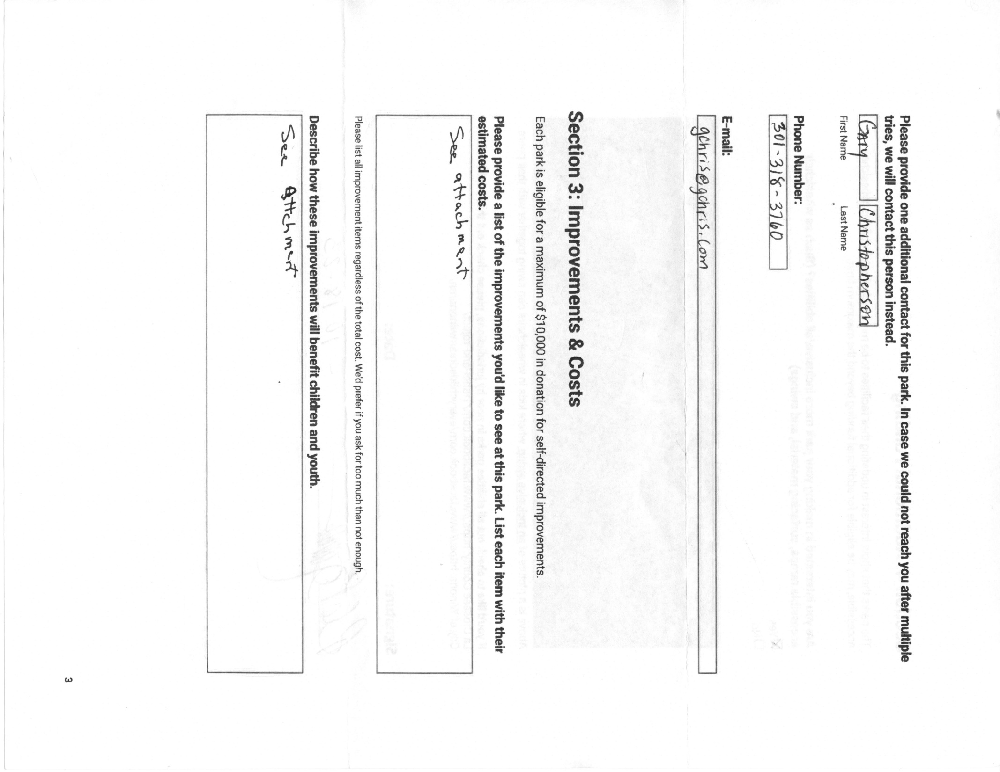 Please provide one additional contact for this park. In case we could not reach you after multiple
tries, we will contact this person instead.
Gary Christopherson
First Name Last Name
Phone Number:
301-318-3760
E-mail:
gchris@gchris.com
Section 3: Improvements & Costs
Each park is eligible for a maximum of $10,000 in donation for self-directed improvements.
Please provide a list of the improvements you'd like to see at this park. List each item with their
estimated costs.
See attachment
Please list all improvement items regardless of the total cost. We'd prefer if you ask for too much than not enough.
Describe how these improvements will benefit children and youth.
See Attchment
3